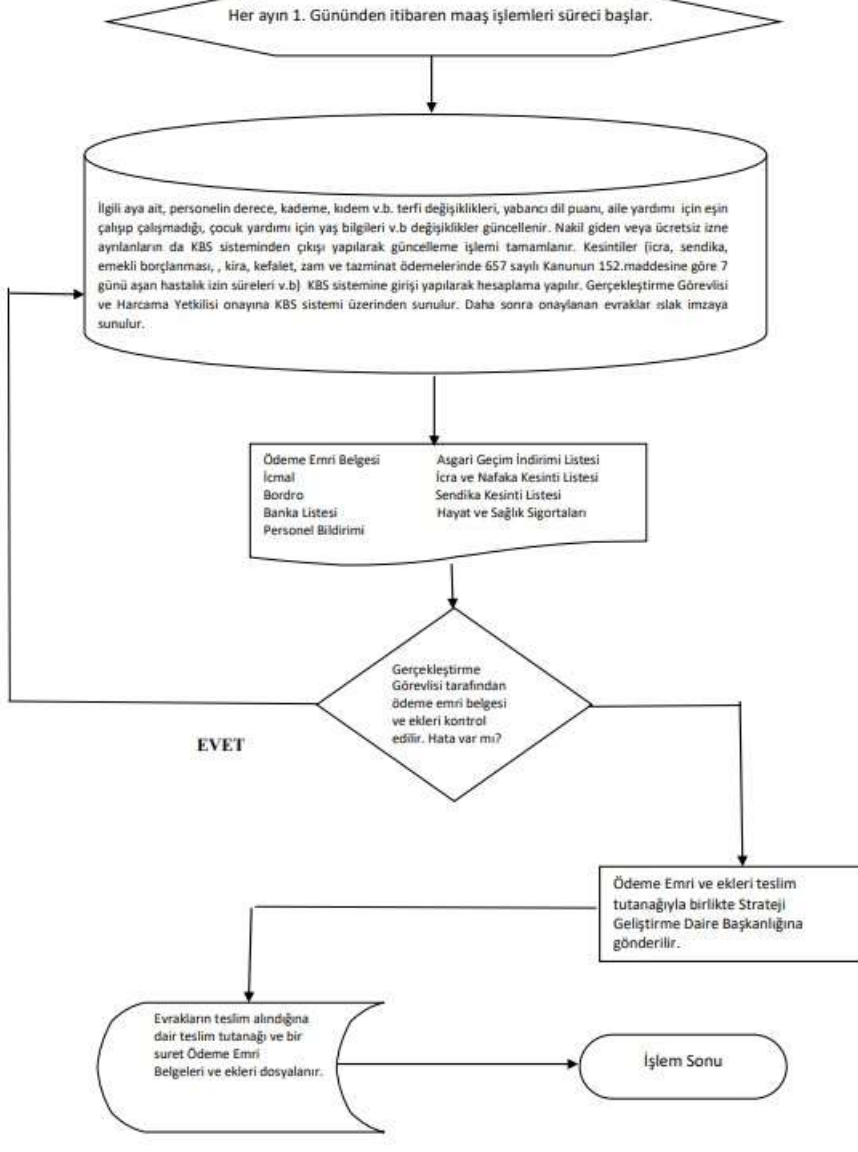 Her ayın 1. Gününden itibaren maaş işlemleri süreci başlar.
İlgili aya ait, personelin derece, kademe, kıdem v.b. terfi değişiklikleri, yabancı dil puanı, aile yardımı için eşin
çalışıp çalışmadığı, çocuk yardımı için yaş bilgileri v.b değişiklikler güncellenir. Nakil giden veya ücretsiz izne
ayrılanların da KBS sisteminden çıkışı yapılarak güncelleme işlemi tamamlanır. Kesintiler (icra, sendika,
emekli borçlanması, , kira, kefalet, zam ve tazminat ödemelerinde 657 sayılı Kanunun 152.maddesine göre 7
günü aşan hastalık izin süreleri v.b) KBS sistemine girişi yapılarak hesaplama yapılır. Gerçekleştirme Görevlisi
ve Harcama Yetkilisi onayına KBS sistemi üzerinden sunulur. Daha sonra onaylanan evraklar ıslak imzaya
sunulur.
Ödeme Emri Belgesi Asgari Geçim İndirimi Listesi
İcmal İcra ve Nafaka Kesinti Listesi
Bordro Sendika Kesinti Listesi
Banka Listesi Hayat ve Sağlık Sigortaları
Personel Bildirimi
Gerçekleştirme
Görevlisi tarafından
ödeme emri belgesi
ve ekleri kontrol
edilir. Hata var mı?
EVET
Ödeme Emri ve ekleri teslim
tutanağıyla birlikte Strateji
Geliştirme Daire Başkanlığına
gönderilir.
Evrakların teslim alındığına
dair teslim tutanağı ve bir
suret Ödeme Emri
Belgeleri ve ekleri dosyalanır.
İşlem Sonu